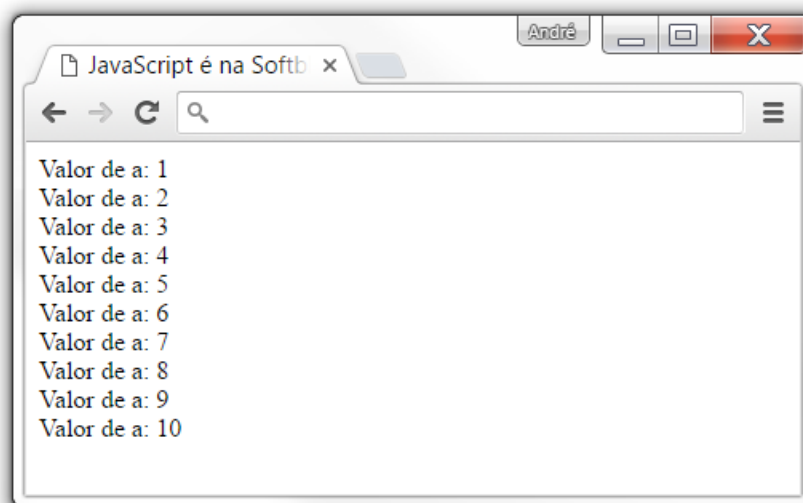 André
JavaScript é na Softb
Valor de a: 1
Valor de a: 2
Valor de a: 3
Valor de a: 4
Valor de a: 5
Valor de a: 6
Valor de a: 7
Valor de a: 8
Valor de a: 9
Valor de a: 10